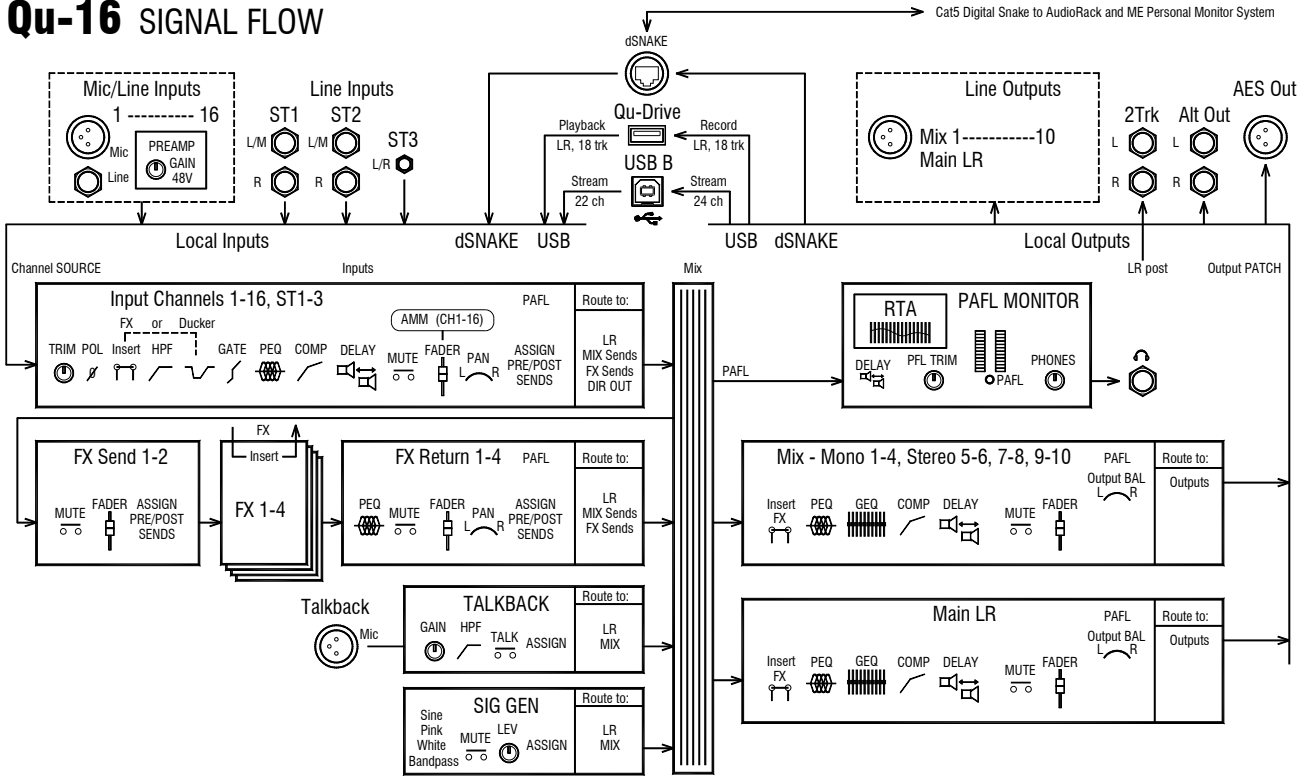 Qu-16 SIGNAL FLOW
Cat5 Digital Snake to AudioRack and ME Personal Monitor System
dSNAKE
Mic/Line Inputs
1 ---------- 16
Mic
Line
PREAMP
GAIN
48V
Line Inputs
ST1
ST2
ST3
L/M
L/M
L/R
R
R
Qu-Drive
Playback
LR, 18 trk
Record
LR, 18 trk
USB B
Stream
22 ch
Stream
24 ch
Line Outputs
Mix 1-----------10
Main LR
2Trk
Alt Out
AES Out
L
L
R
R
Local Inputs
dSNAKE
USB
USB
dSNAKE
Local Outputs
Channel SOURCE
Inputs
Mix
LR post
Output PATCH
Input Channels 1-16, ST1-3
PAFL
Route to:
FX or Ducker
AMM (CH1-16)
TRIM
POL
Insert
HPF
GATE
PEQ
COMP
DELAY
MUTE
FADER
PAN
L
R
ASSIGN
PRE/POST
SENDS
LR
MIX Sends
FX Sends
DIR OUT
PAFL
RTA
PAFL MONITOR
DELAY
PFL TRIM
PAFL
PHONES
FX Send 1-2
MUTE
FADER
ASSIGN
PRE/POST
SENDS
FX
Insert
FX 1-4
FX Return 1-4
PAFL
Route to:
PEQ
MUTE
FADER
PAN
L
R
ASSIGN
PRE/POST
SENDS
LR
MIX Sends
FX Sends
Mix - Mono 1-4, Stereo 5-6, 7-8, 9-10
PAFL
Output BAL
L
R
Route to:
Outputs
Insert
FX
PEQ
GEQ
COMP
DELAY
MUTE
FADER
Talkback
Mic
TALKBACK
GAIN
HPF
TALK
ASSIGN
Route to:
LR
MIX
Main LR
PAFL
Output BAL
L
R
Route to:
Outputs
Insert
FX
PEQ
GEQ
COMP
DELAY
MUTE
FADER
SIG GEN
Sine
Pink
White
Bandpass
MUTE
LEV
ASSIGN
Route to:
LR
MIX